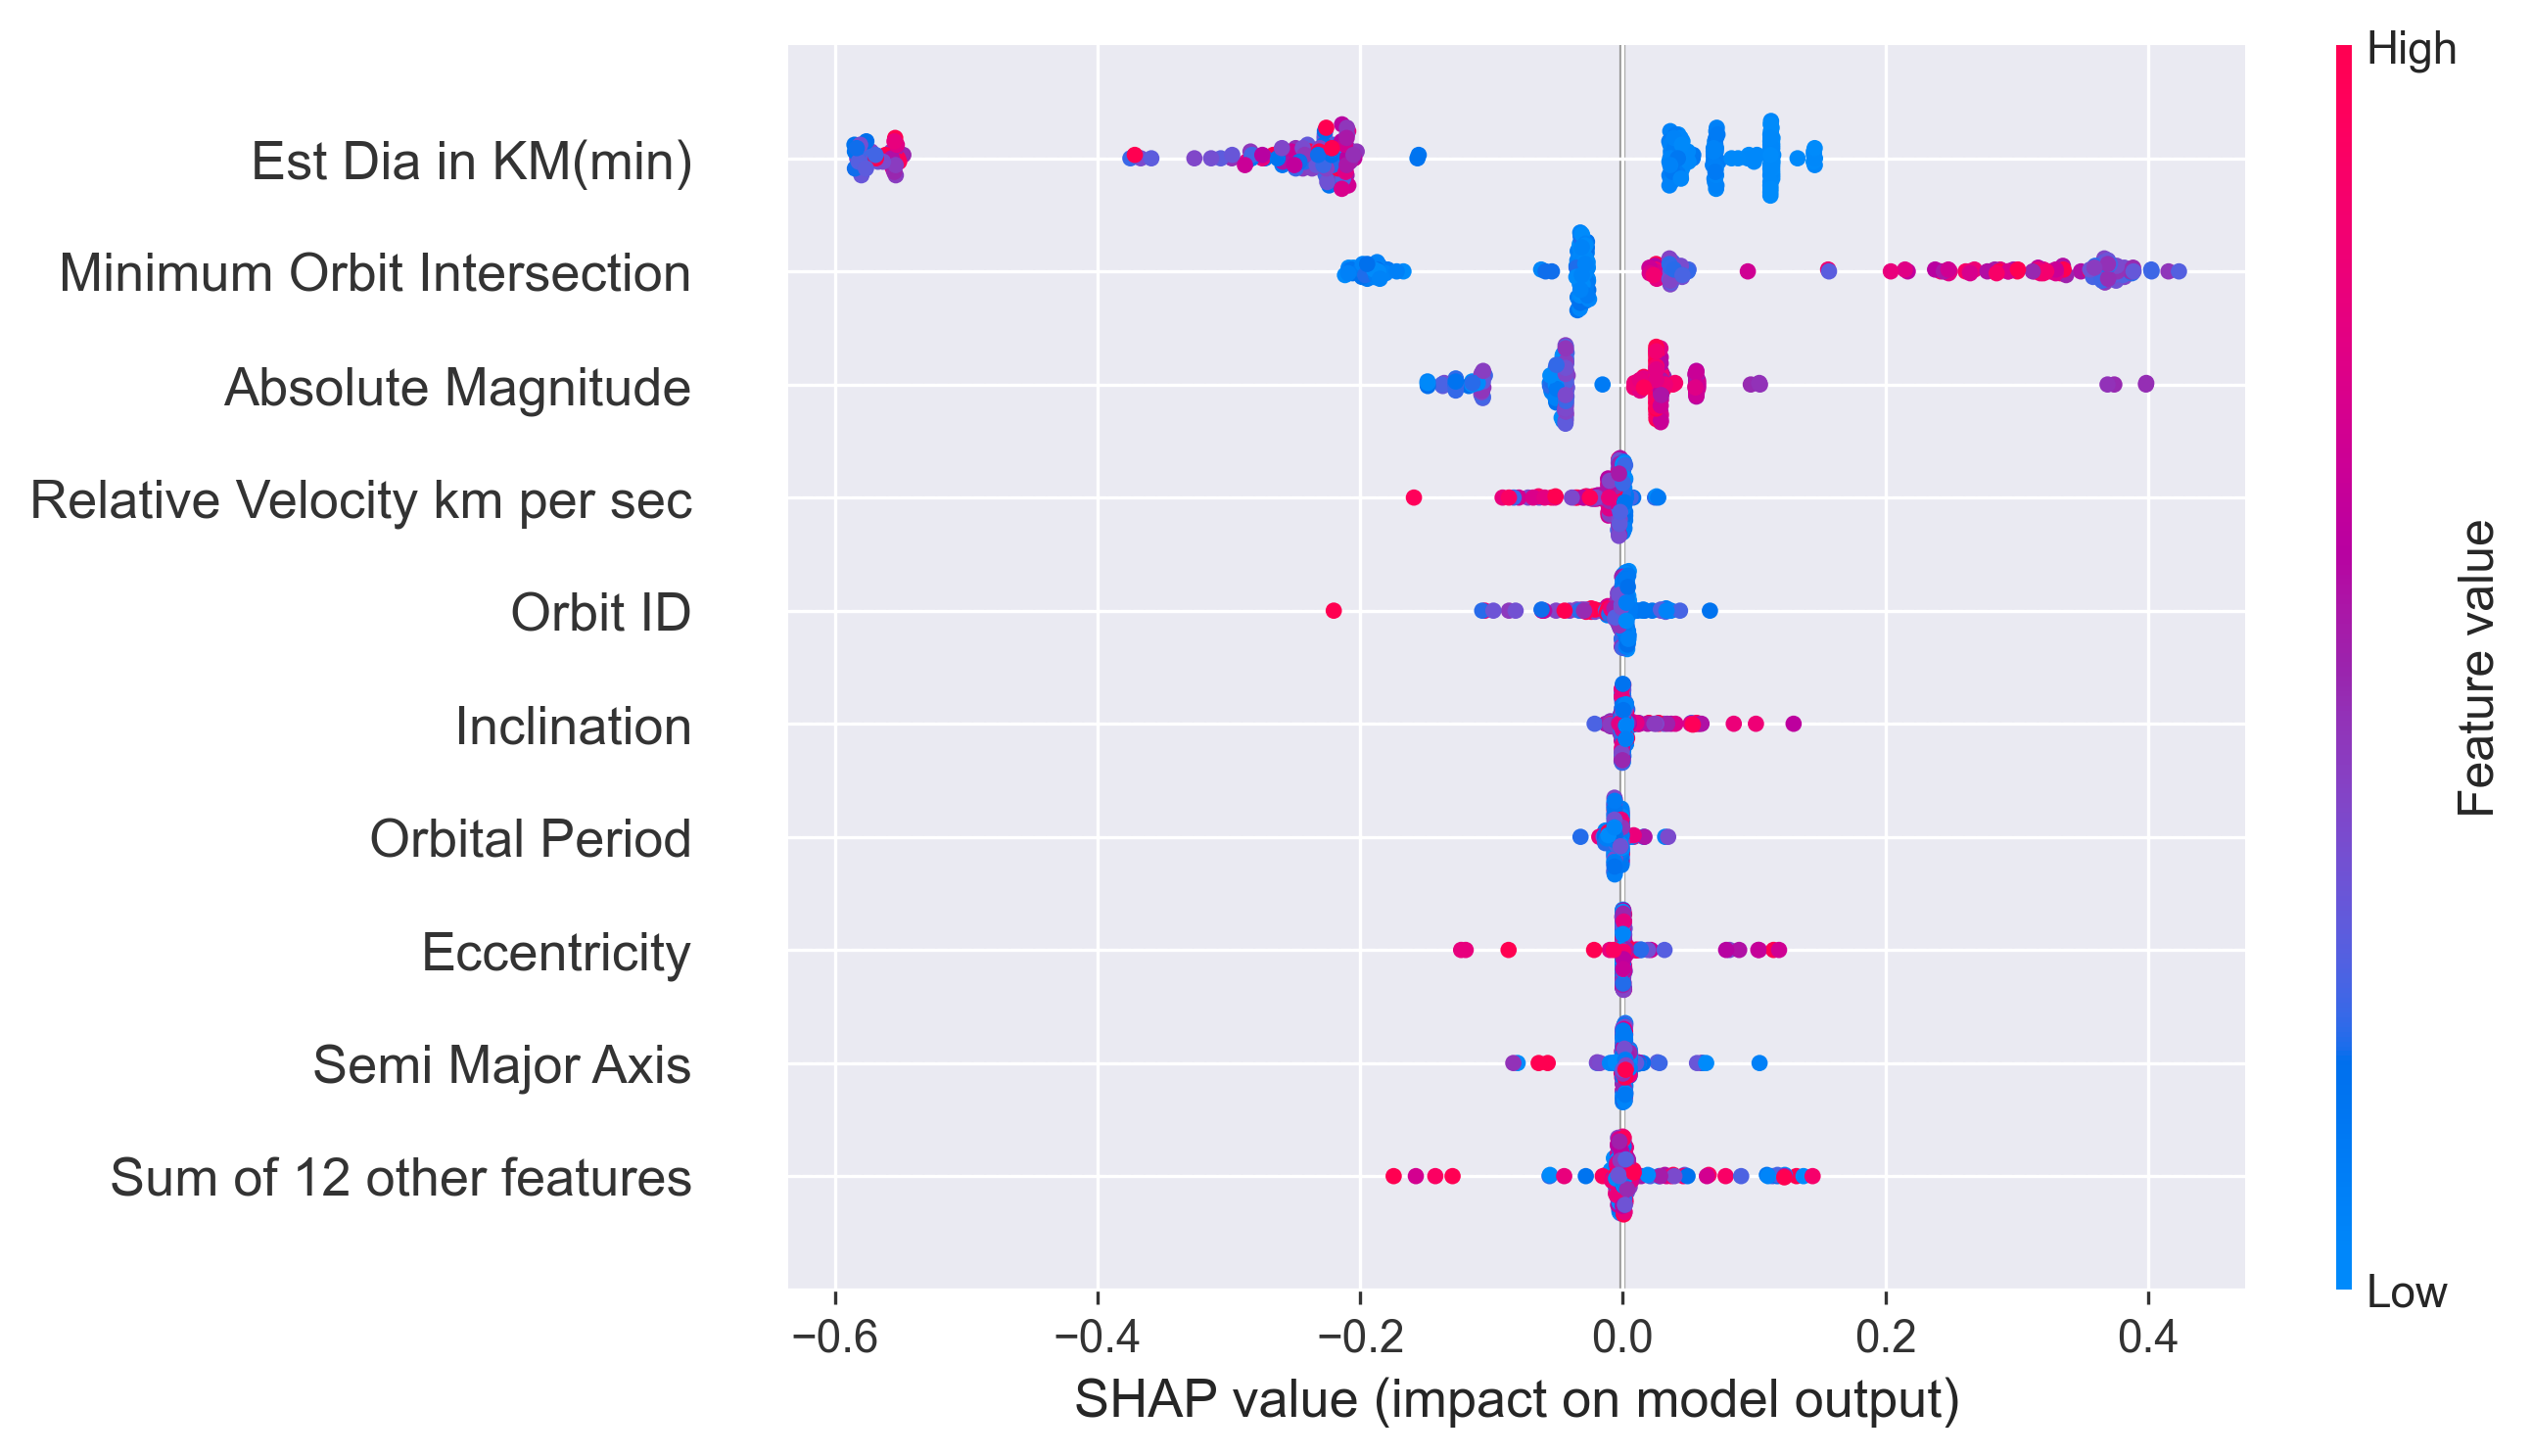 High
Est Dia in KM(min)
Minimum Orbit Intersection
Absolute Magnitude
Relative Velocity km per sec
Orbit ID
Inclination
Orbital Period
Eccentricity
Semi Major Axis
Sum of 12 other features
Feature value
Low
−0.6 −0.4 −0.2 0.0 0.2 0.4
SHAP value (impact on model output)